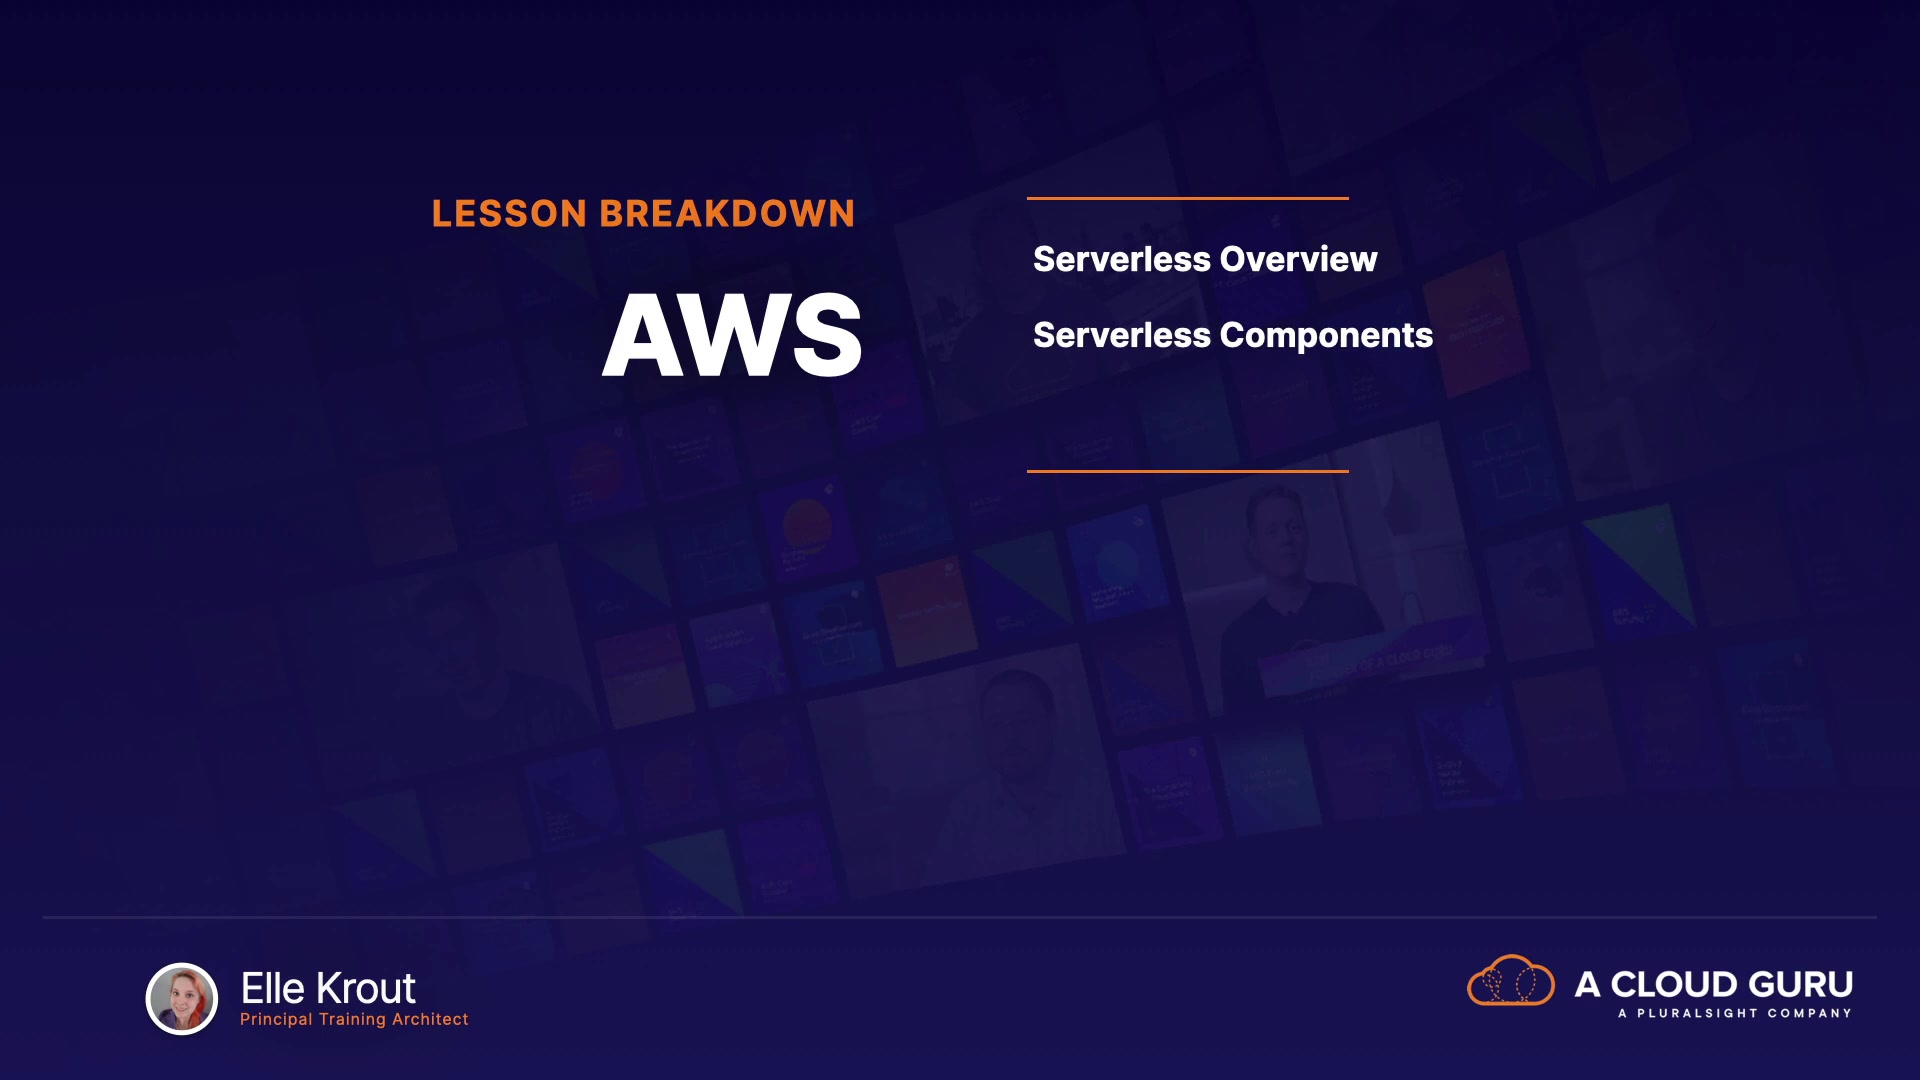 LESSON BREAKDOWN
AWS
Serverless Overview
Serverless Components
Elle Krout
Principal Training Architect
A CLOUD GURU
A PLURALSIGHT COMPANY